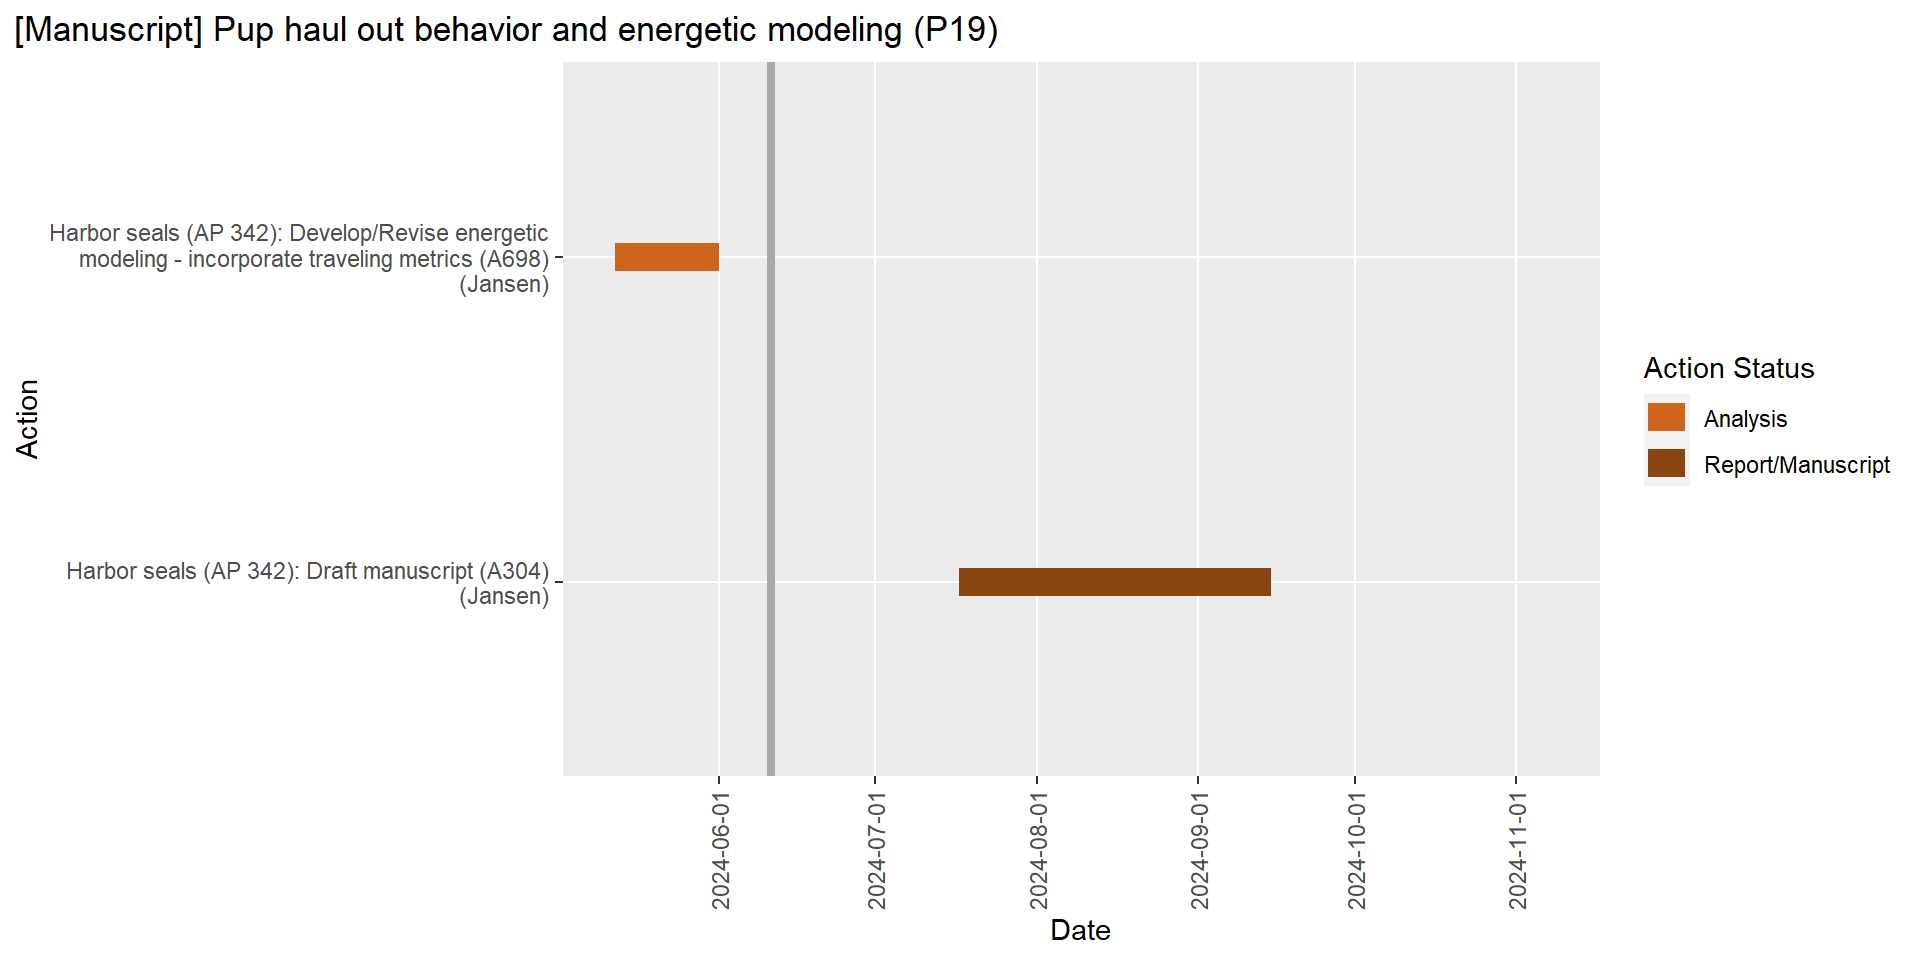 [Manuscript] Pup haul out behavior and energetic modeling (P19)
Harbor seals (AP 342): Develop/Revise energetic
modeling - incorporate traveling metrics (A698)
(Jansen)
Harbor seals (AP 342): Draft manuscript (A304)
(Jansen)
Action
2024-06-01
2024-07-01
2024-08-01
2024-09-01
2024-10-01
2024-11-01
Date
Action Status
Analysis
Report/Manuscript